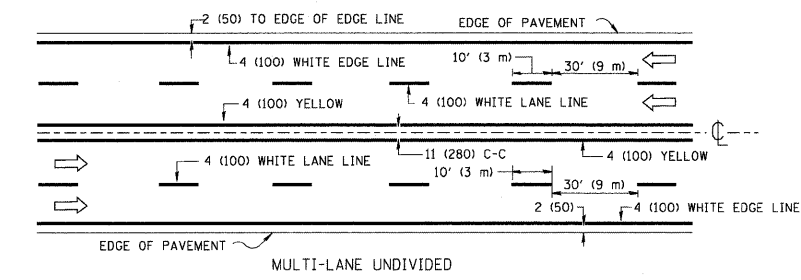 2 (50) TO EDGE OF EDGE LINE
EDGE OF PAVEMENT
4 (100) WHITE EDGE LINE
10' (3 m)
30' (9 m)
4 (100) YELLOW
4 (100) WHITE LANE LINE
CL
4 (100) WHITE LANE LINE
11 (280) C-C
4 (100) YELLOW
10' (3 m)
30' (9 m)
2 (50)
4 (100) WHITE EDGE LINE
EDGE OF PAVEMENT
MULTI-LANE UNDIVIDED